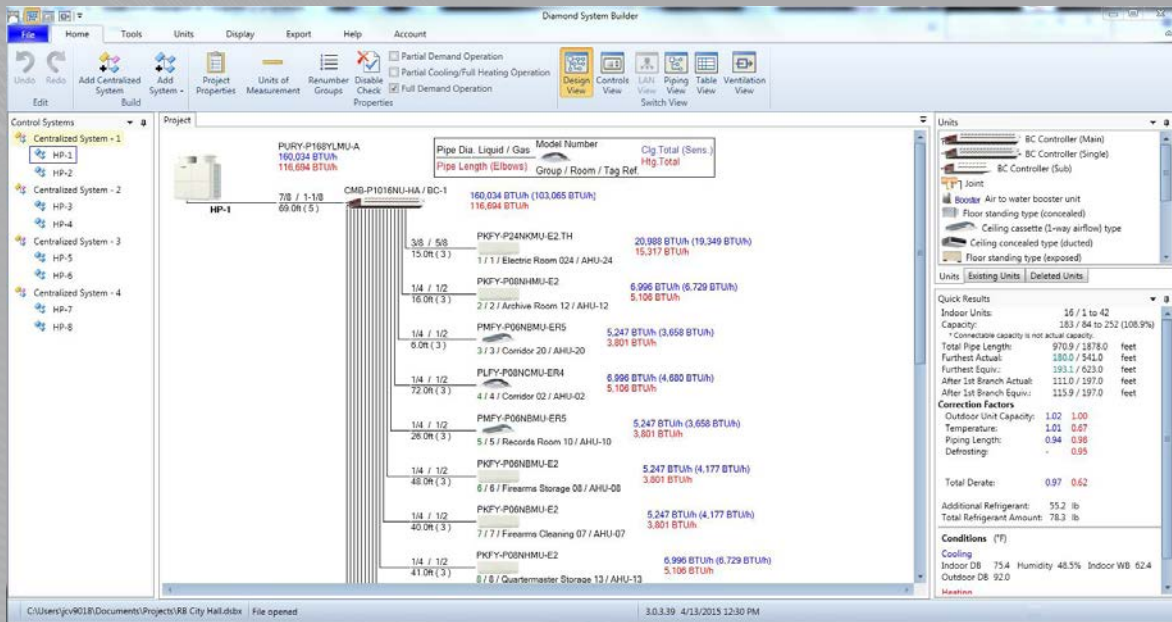 Diamond System Builder
File Home Tools Units Display Export Help Account
Undo Redo
Edit
Add Centralized System
Add System
Build
Project Properties
Units of Measurement
Renumber Groups
Disable Check
Partial Demand Operation
Partial Cooling/Full Heating Operation
Full Demand Operation
Properties
Design View
Controls View
LAN View
Piping View
Table View
Ventilation View
Switch View
Control Systems
Centralized System - 1
HP-1
HP-2
Centralized System - 2
HP-3
HP-4
Centralized System - 3
HP-5
HP-6
Centralized System - 4
HP-7
HP-8
Project
PURY-P168YLMU-A
160,034 BTU/h
116,694 BTU/h
HP-1
7/8 / 1-1/8
69.0ft ( 5 )
Pipe Dia. Liquid / Gas Model Number Clg.Total (Sens.)
Pipe Length (Elbows) Group / Room / Tag Ref. Htg.Total
CMB-P1016NU-HA / BC-1
160,034 BTU/h (103,065 BTU/h)
116,694 BTU/h
3/8 / 5/8
15.0ft ( 3 )
PKFY-P24NKMU-E2.TH
1 / 1 / Electric Room 024 / AHU-24
20,988 BTU/h (19,349 BTU/h)
15,317 BTU/h
1/4 / 1/2
16.0ft ( 3 )
PKFY-P08NHMU-E2
2 / 2 / Archive Room 12 / AHU-12
6,996 BTU/h (6,729 BTU/h)
5,106 BTU/h
1/4 / 1/2
6.0ft ( 3 )
PMFY-P06NBMU-ER5
3 / 3 / Corridor 20 / AHU-20
5,247 BTU/h (3,658 BTU/h)
3,801 BTU/h
1/4 / 1/2
72.0ft ( 3 )
PLFY-P08NCMU-ER4
4 / 4 / Corridor 02 / AHU-02
6,996 BTU/h (4,680 BTU/h)
5,106 BTU/h
1/4 / 1/2
26.0ft ( 3 )
PMFY-P06NBMU-ER5
5 / 5 / Records Room 10 / AHU-10
5,247 BTU/h (3,658 BTU/h)
3,801 BTU/h
1/4 / 1/2
48.0ft ( 3 )
PKFY-P06NBMU-E2
6 / 6 / Firearms Storage 08 / AHU-08
5,247 BTU/h (4,177 BTU/h)
3,801 BTU/h
1/4 / 1/2
40.0ft ( 3 )
PKFY-P06NBMU-E2
7 / 7 / Firearms Cleaning 07 / AHU-07
5,247 BTU/h (4,177 BTU/h)
3,801 BTU/h
1/4 / 1/2
41.0ft ( 3 )
PKFY-P08NHMU-E2
8 / 8 / Quartermaster Storage 13 / AHU-13
6,996 BTU/h (6,729 BTU/h)
5,106 BTU/h
Units
BC Controller (Main)
BC Controller (Single)
BC Controller (Sub)
Joint
Booster Air to water booster unit
Floor standing type (concealed)
Ceiling cassette (1-way airflow) type
Ceiling concealed type (ducted)
Floor standing type (exposed)
Units Existing Units Deleted Units
Quick Results
Indoor Units: 16 / 1 to 42
Capacity: 183 / 84 to 252 (108.9%)
* Connectable capacity is not actual capacity.
Total Pipe Length: 970.9 / 1878.0 feet
Furthest Actual: 180.0 / 541.0 feet
Furthest Equiv.: 193.1 / 623.0 feet
After 1st Branch Actual: 111.0 / 197.0 feet
After 1st Branch Equiv.: 115.9 / 197.0 feet
Correction Factors
Outdoor Unit Capacity: 1.02 1.00
Temperature: 1.01 0.67
Piping Length: 0.94 0.98
Defrosting: - 0.95
Total Derate: 0.97 0.62
Additional Refrigerant: 55.2 lb
Total Refrigerant Amount: 78.3 lb
Conditions (°F)
Cooling
Indoor DB 75.4 Humidity 48.5% Indoor WB 62.4
Outdoor DB 92.0
Heating
C:\Users\jcv9018\Documents\Projects\RB City Hall.dsbx File opened 3.0.3.39 4/13/2015 12:30 PM